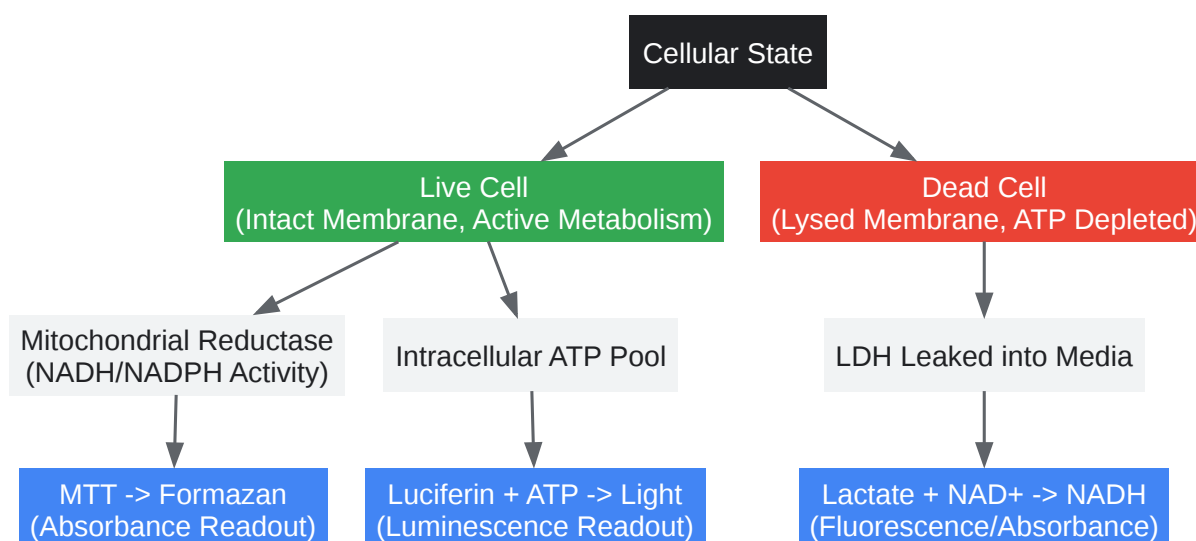 Cellular State
Live Cell
(Intact Membrane, Active Metabolism)
Dead Cell
(Lysed Membrane, ATP Depleted)
Mitochondrial Reductase
(NADH/NADPH Activity)
Intracellular ATP Pool
LDH Leaked into Media
MTT -> Formazan
(Absorbance Readout)
Luciferin + ATP -> Light
(Luminescence Readout)
Lactate + NAD+ -> NADH
(Fluorescence/Absorbance)